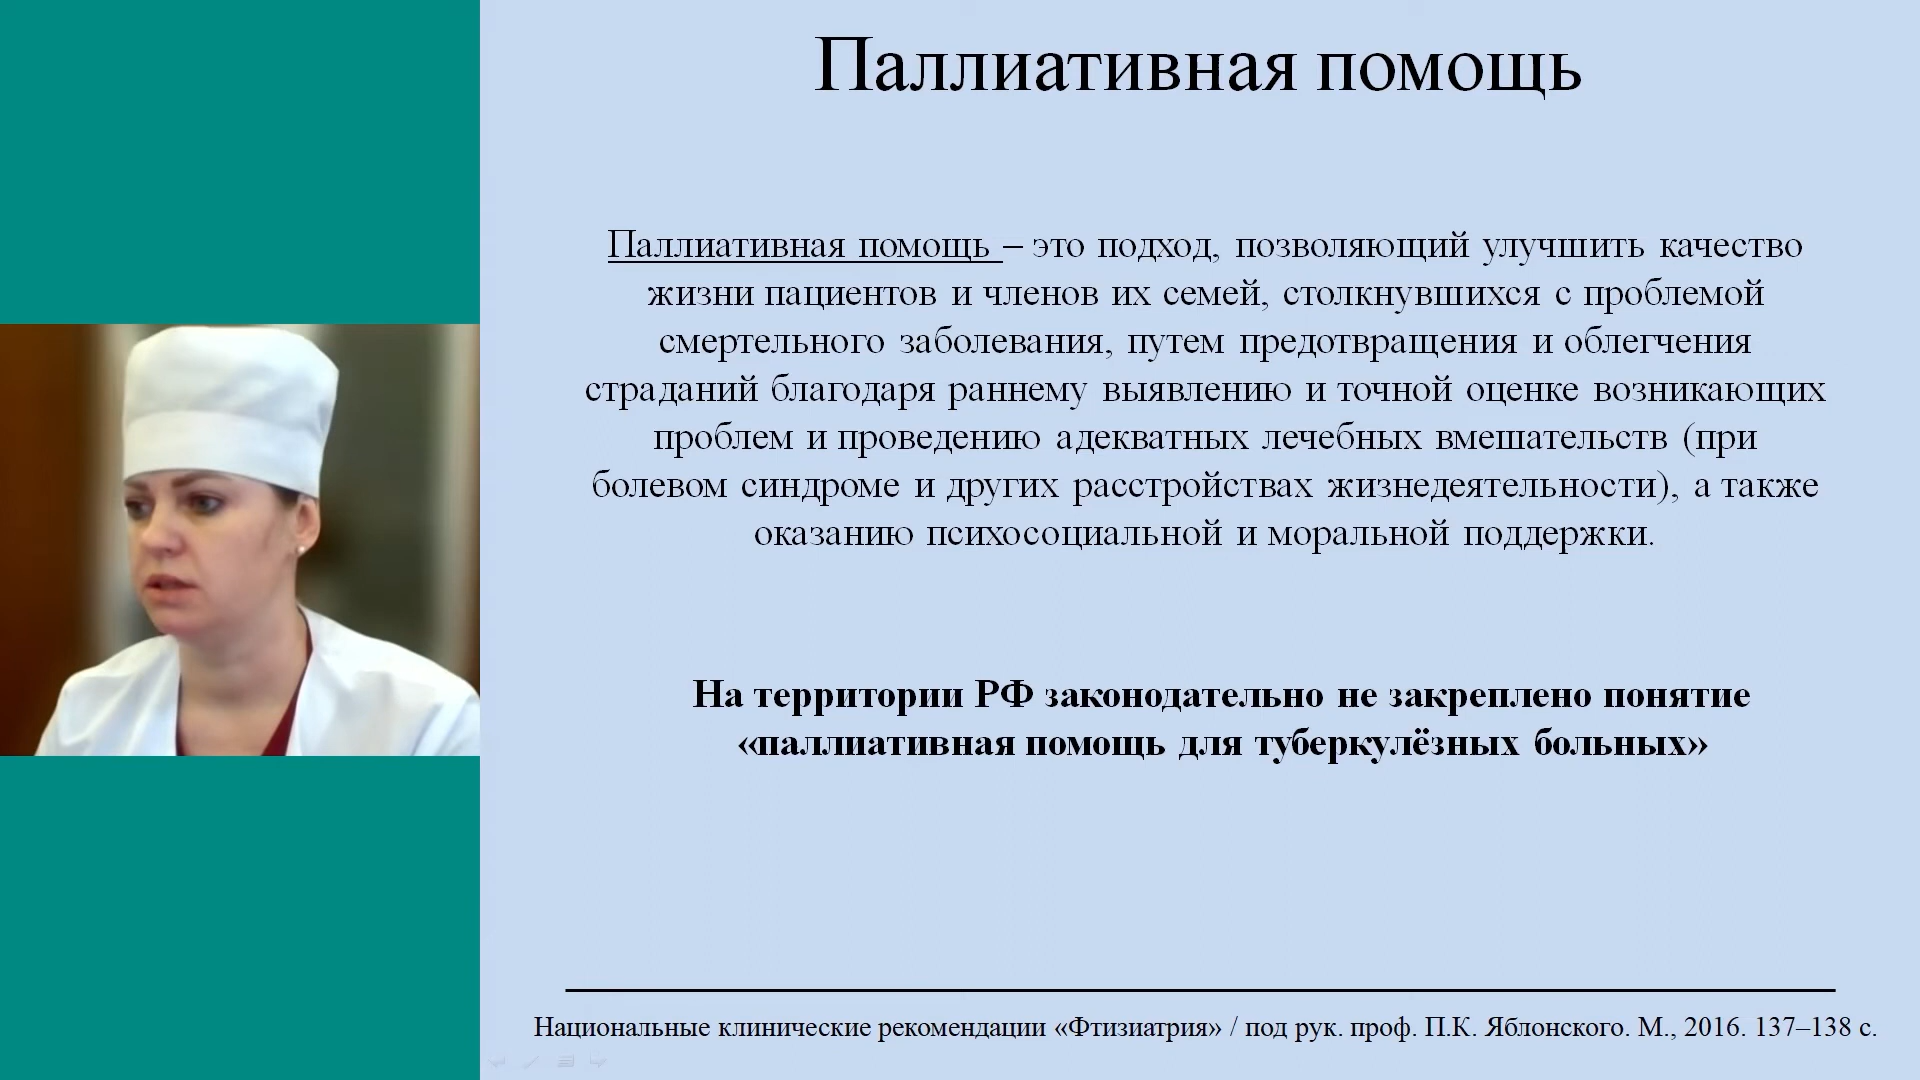 Паллиативная помощь
Паллиативная помощь – это подход, позволяющий улучшить качество
жизни пациентов и членов их семей, столкнувшихся с проблемой
смертельного заболевания, путем предотвращения и облегчения
страданий благодаря раннему выявлению и точной оценке возникающих
проблем и проведению адекватных лечебных вмешательств (при
болевом синдроме и других расстройствах жизнедеятельности), а также
оказанию психосоциальной и моральной поддержки.
На территории РФ законодательно не закреплено понятие
«паллиативная помощь для туберкулёзных больных»
Национальные клинические рекомендации «Фтизиатрия» / под рук. проф. П.К. Яблонского. М., 2016. 137–138 с.